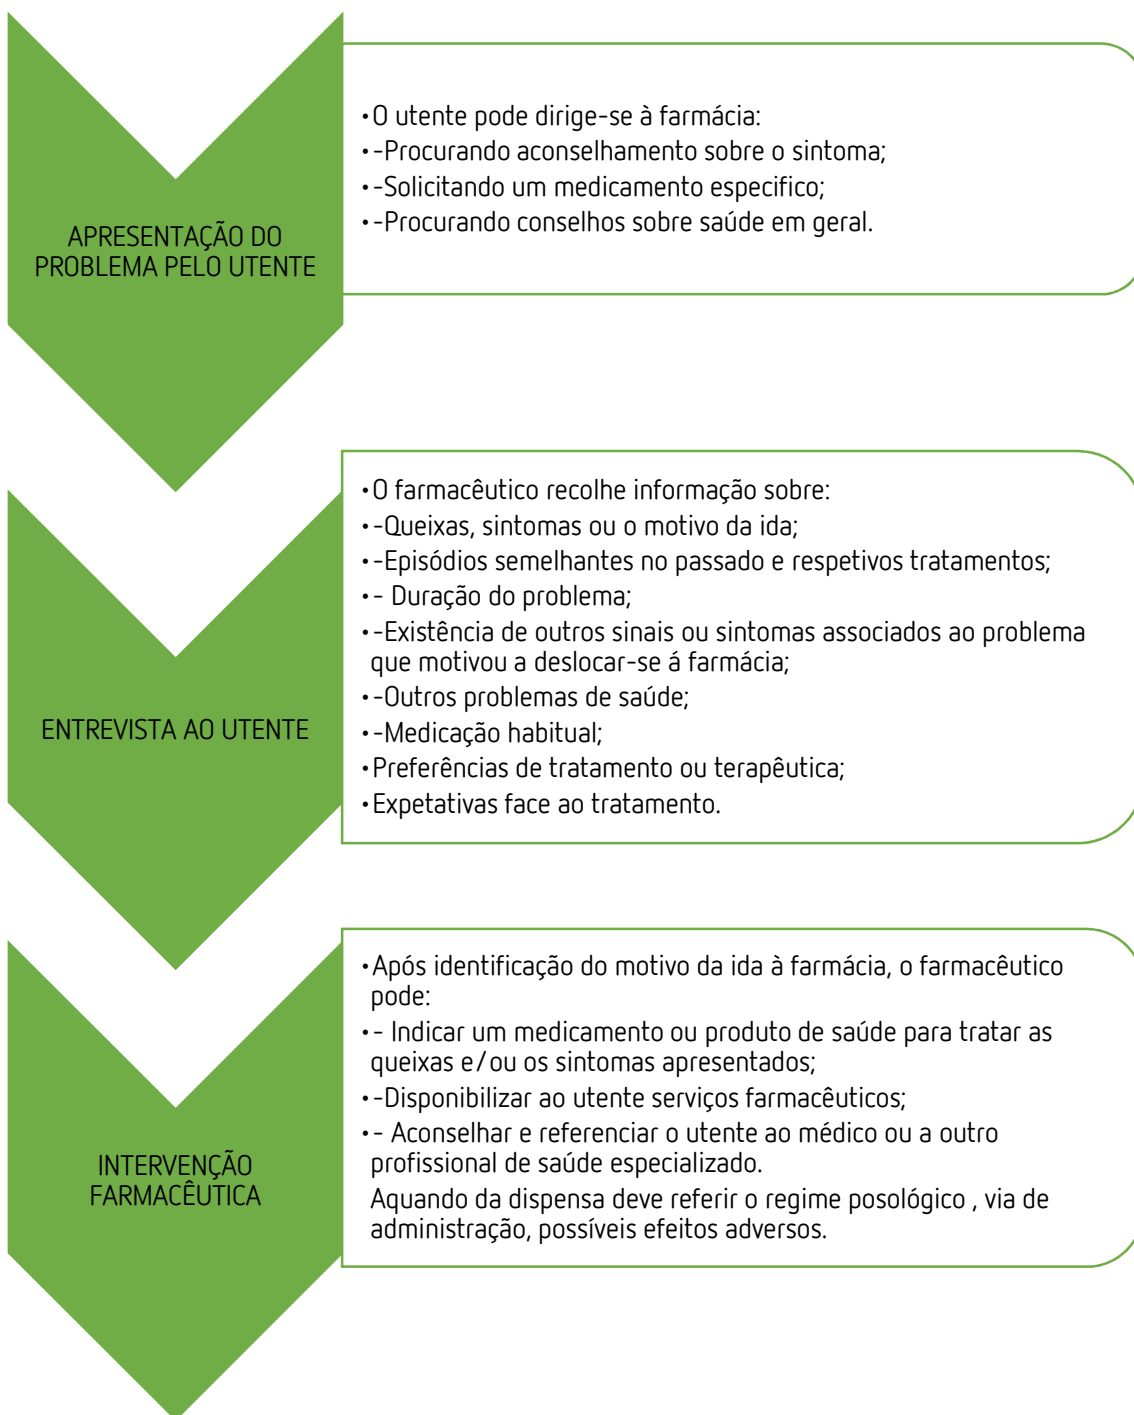 APRESENTAÇÃO DO
PROBLEMA PELO UTENTE
•O utente pode dirige-se à farmácia:
•-Procurando aconselhamento sobre o sintoma;
•-Solicitando um medicamento especifico;
•-Procurando conselhos sobre saúde em geral.
ENTREVISTA AO UTENTE
•O farmacêutico recolhe informação sobre:
•-Queixas, sintomas ou o motivo da ida;
•-Episódios semelhantes no passado e respetivos tratamentos;
•- Duração do problema;
•-Existência de outros sinais ou sintomas associados ao problema
que motivou a deslocar-se á farmácia;
•-Outros problemas de saúde;
•-Medicação habitual;
•Preferências de tratamento ou terapêutica;
•Expetativas face ao tratamento.
INTERVENÇÃO
FARMACÊUTICA
•Após identificação do motivo da ida à farmácia, o farmacêutico
pode:
•- Indicar um medicamento ou produto de saúde para tratar as
queixas e/ou os sintomas apresentados;
•-Disponibilizar ao utente serviços farmacêuticos;
•- Aconselhar e referenciar o utente ao médico ou a outro
profissional de saúde especializado.
Aquando da dispensa deve referir o regime posológico , via de
administração, possíveis efeitos adversos.